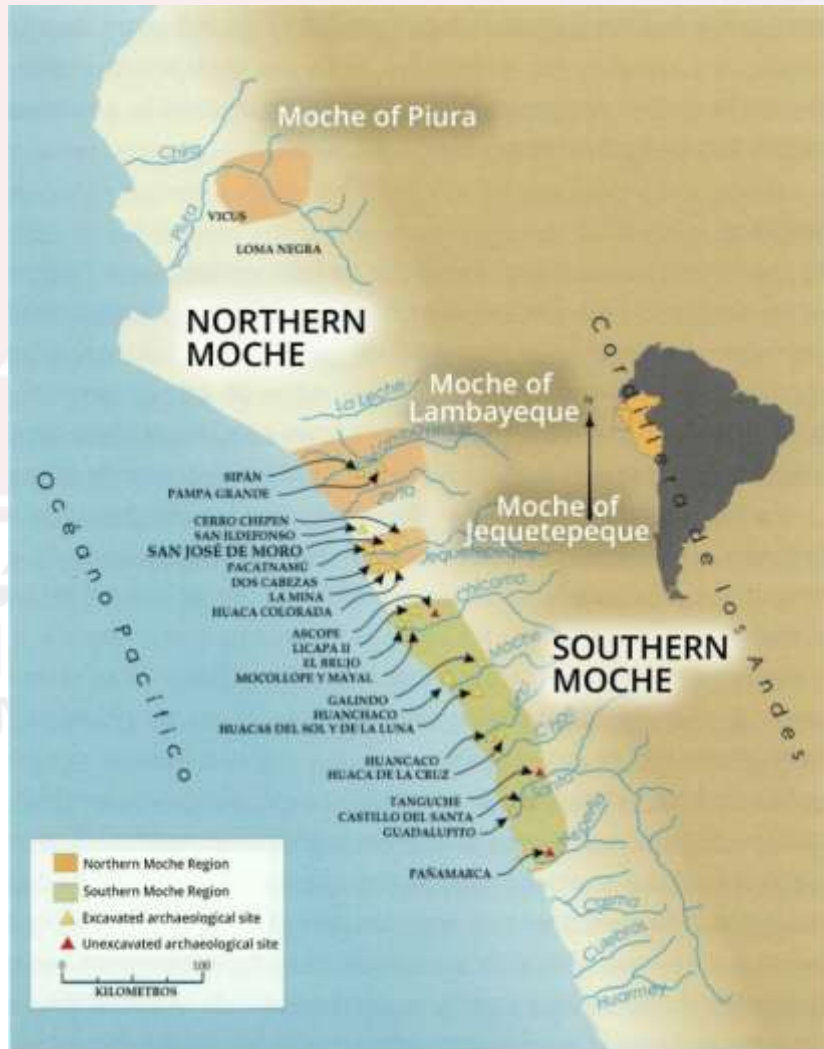 Moche of Piura
Chira
Piura
VICUS
LOMA NEGRA
NORTHERN
MOCHE
Moche of
Lambayeque
La Leche
Lambayeque
Zaña
SIPÁN
PAMPA GRANDE
Moche of
Jequetepeque
CERRO CHEPEN
SAN ILDEFONSO
SAN JOSÉ DE MORO
PACATNAMÚ
DOS CABEZAS
LA MINA
HUACA COLORADA
Jequetepeque
Chicama
ASCOPE
LICAPA II
EL BRUJO
MOCOLLOPE Y MAYAL
Moche
SOUTHERN
MOCHE
GALINDO
HUANCHACO
HUACAS DEL SOL Y DE LA LUNA
HUANCACO
HUACA DE LA CRUZ
Santa
TANGUCHE
CASTILLO DEL SANTA
GUADALUPITO
Nepeña
PAÑAMARCA
Casma
Culebras
Huarmey
Océano Pacífico
Cordillera de los Andes
Northern Moche Region
Southern Moche Region
Excavated archaeological site
Unexcavated archaeological site
0 100
KILOMETROS